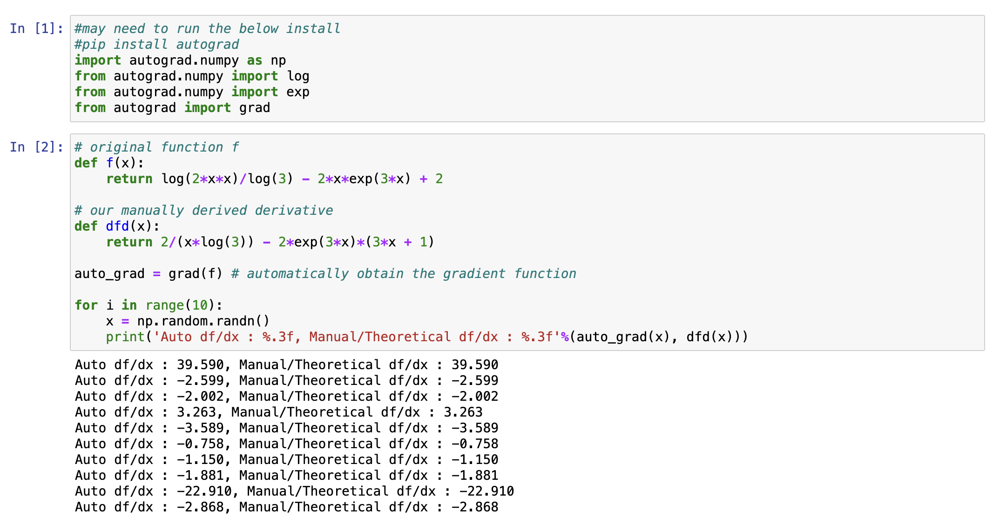 In [1]: #may need to run the below install
#pip install autograd
import autograd.numpy as np
from autograd.numpy import log
from autograd.numpy import exp
from autograd import grad
In [2]: # original function f
def f(x):
    return log(2*x*x)/log(3) - 2*x*exp(3*x) + 2
# our manually derived derivative
def dfd(x):
    return 2/(x*log(3)) - 2*exp(3*x)*(3*x + 1)
auto_grad = grad(f) # automatically obtain the gradient function
for i in range(10):
    x = np.random.randn()
    print('Auto df/dx : %.3f, Manual/Theoretical df/dx : %.3f'%(auto_grad(x), dfd(x)))
Auto df/dx : 39.590, Manual/Theoretical df/dx : 39.590
Auto df/dx : -2.599, Manual/Theoretical df/dx : -2.599
Auto df/dx : -2.002, Manual/Theoretical df/dx : -2.002
Auto df/dx : 3.263, Manual/Theoretical df/dx : 3.263
Auto df/dx : -3.589, Manual/Theoretical df/dx : -3.589
Auto df/dx : -0.758, Manual/Theoretical df/dx : -0.758
Auto df/dx : -1.150, Manual/Theoretical df/dx : -1.150
Auto df/dx : -1.881, Manual/Theoretical df/dx : -1.881
Auto df/dx : -22.910, Manual/Theoretical df/dx : -22.910
Auto df/dx : -2.868, Manual/Theoretical df/dx : -2.868